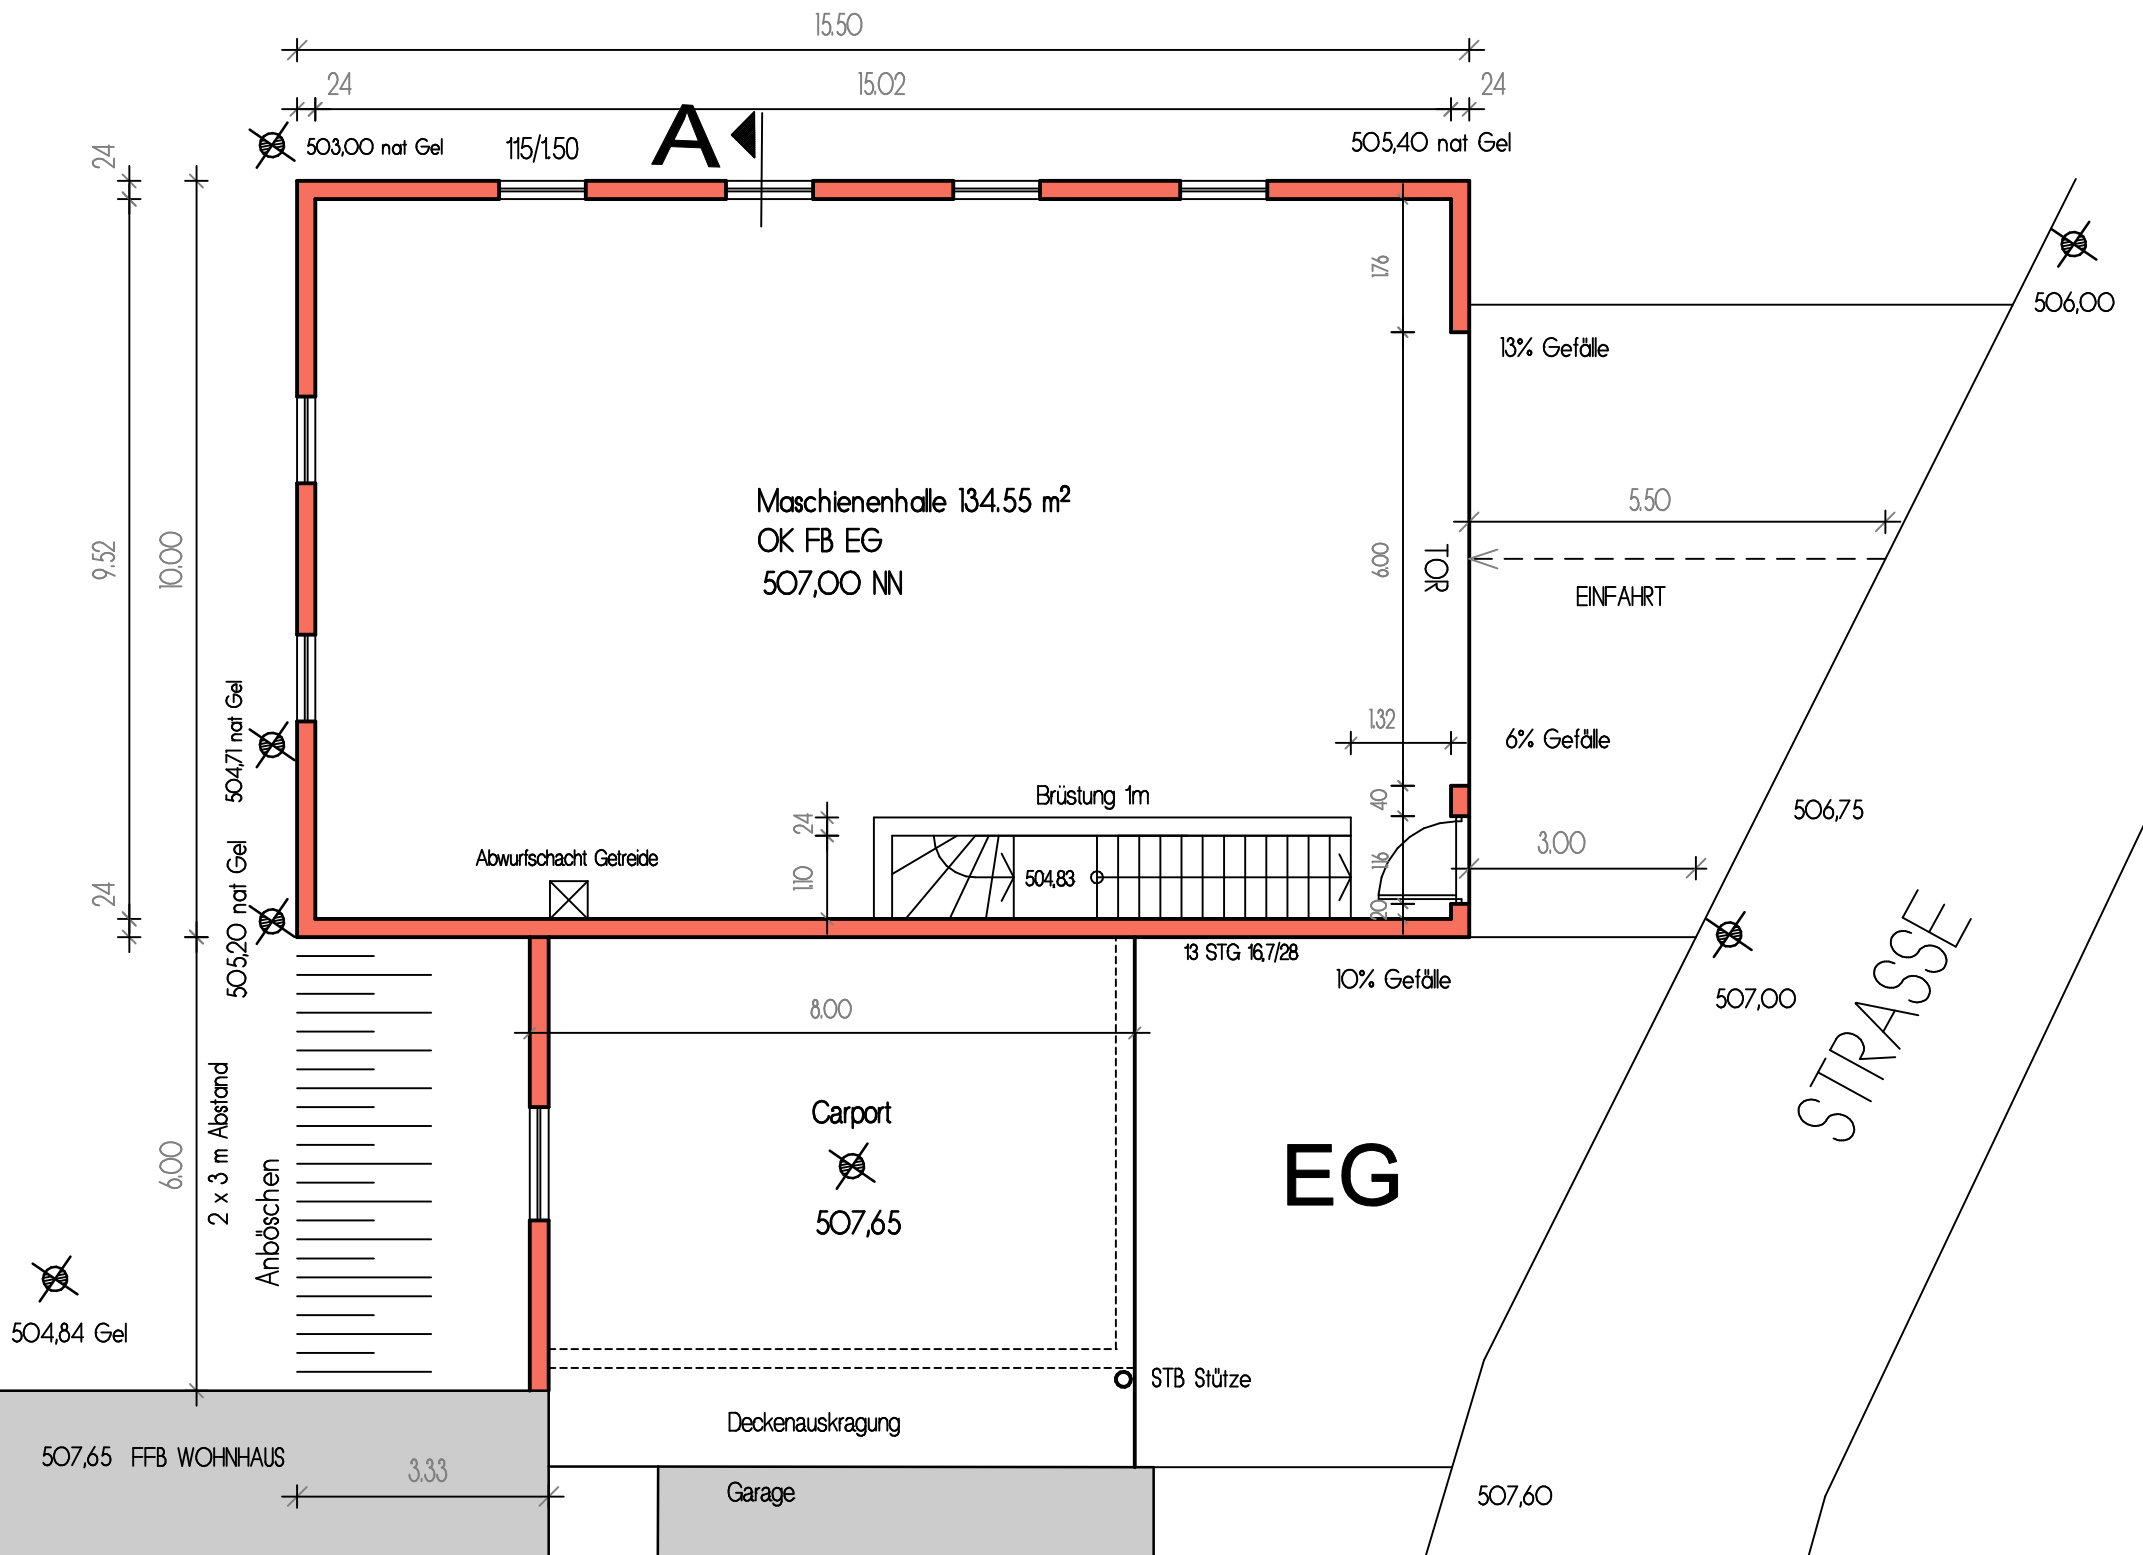 15.50
24
15.02
24
503,00 nat Gel
115/1.50
A
505,40 nat Gel
24
1.76
506,00
13% Gefälle
Maschienenhalle 134.55 m²
OK FB EG
507,00 NN
5.50
9.52
10.00
6.00
TOR
EINFAHRT
504,71 nat Gel
1.32
6% Gefälle
Brüstung 1m
40
506,75
24
3.00
Abwurfschacht Getreide
1.10
504,83
1.16
24
505,20 nat Gel
20
13 STG 16,7/28
10% Gefälle
507,00
8.00
STRASSE
2 x 3 m Abstand
Carport
6.00
Anböschen
EG
507,65
504,84 Gel
STB Stütze
Deckenauskragung
507,65 FFB WOHNHAUS
3.33
Garage
507,60